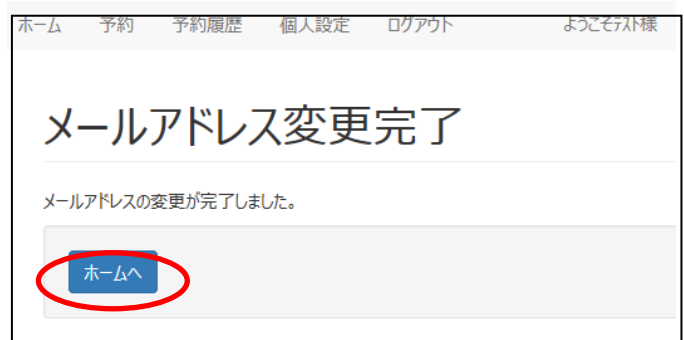 ホーム 予約 予約履歴 個人設定 ログアウト ようこそテスト様
メールアドレス変更完了
メールアドレスの変更が完了しました。
ホームへ